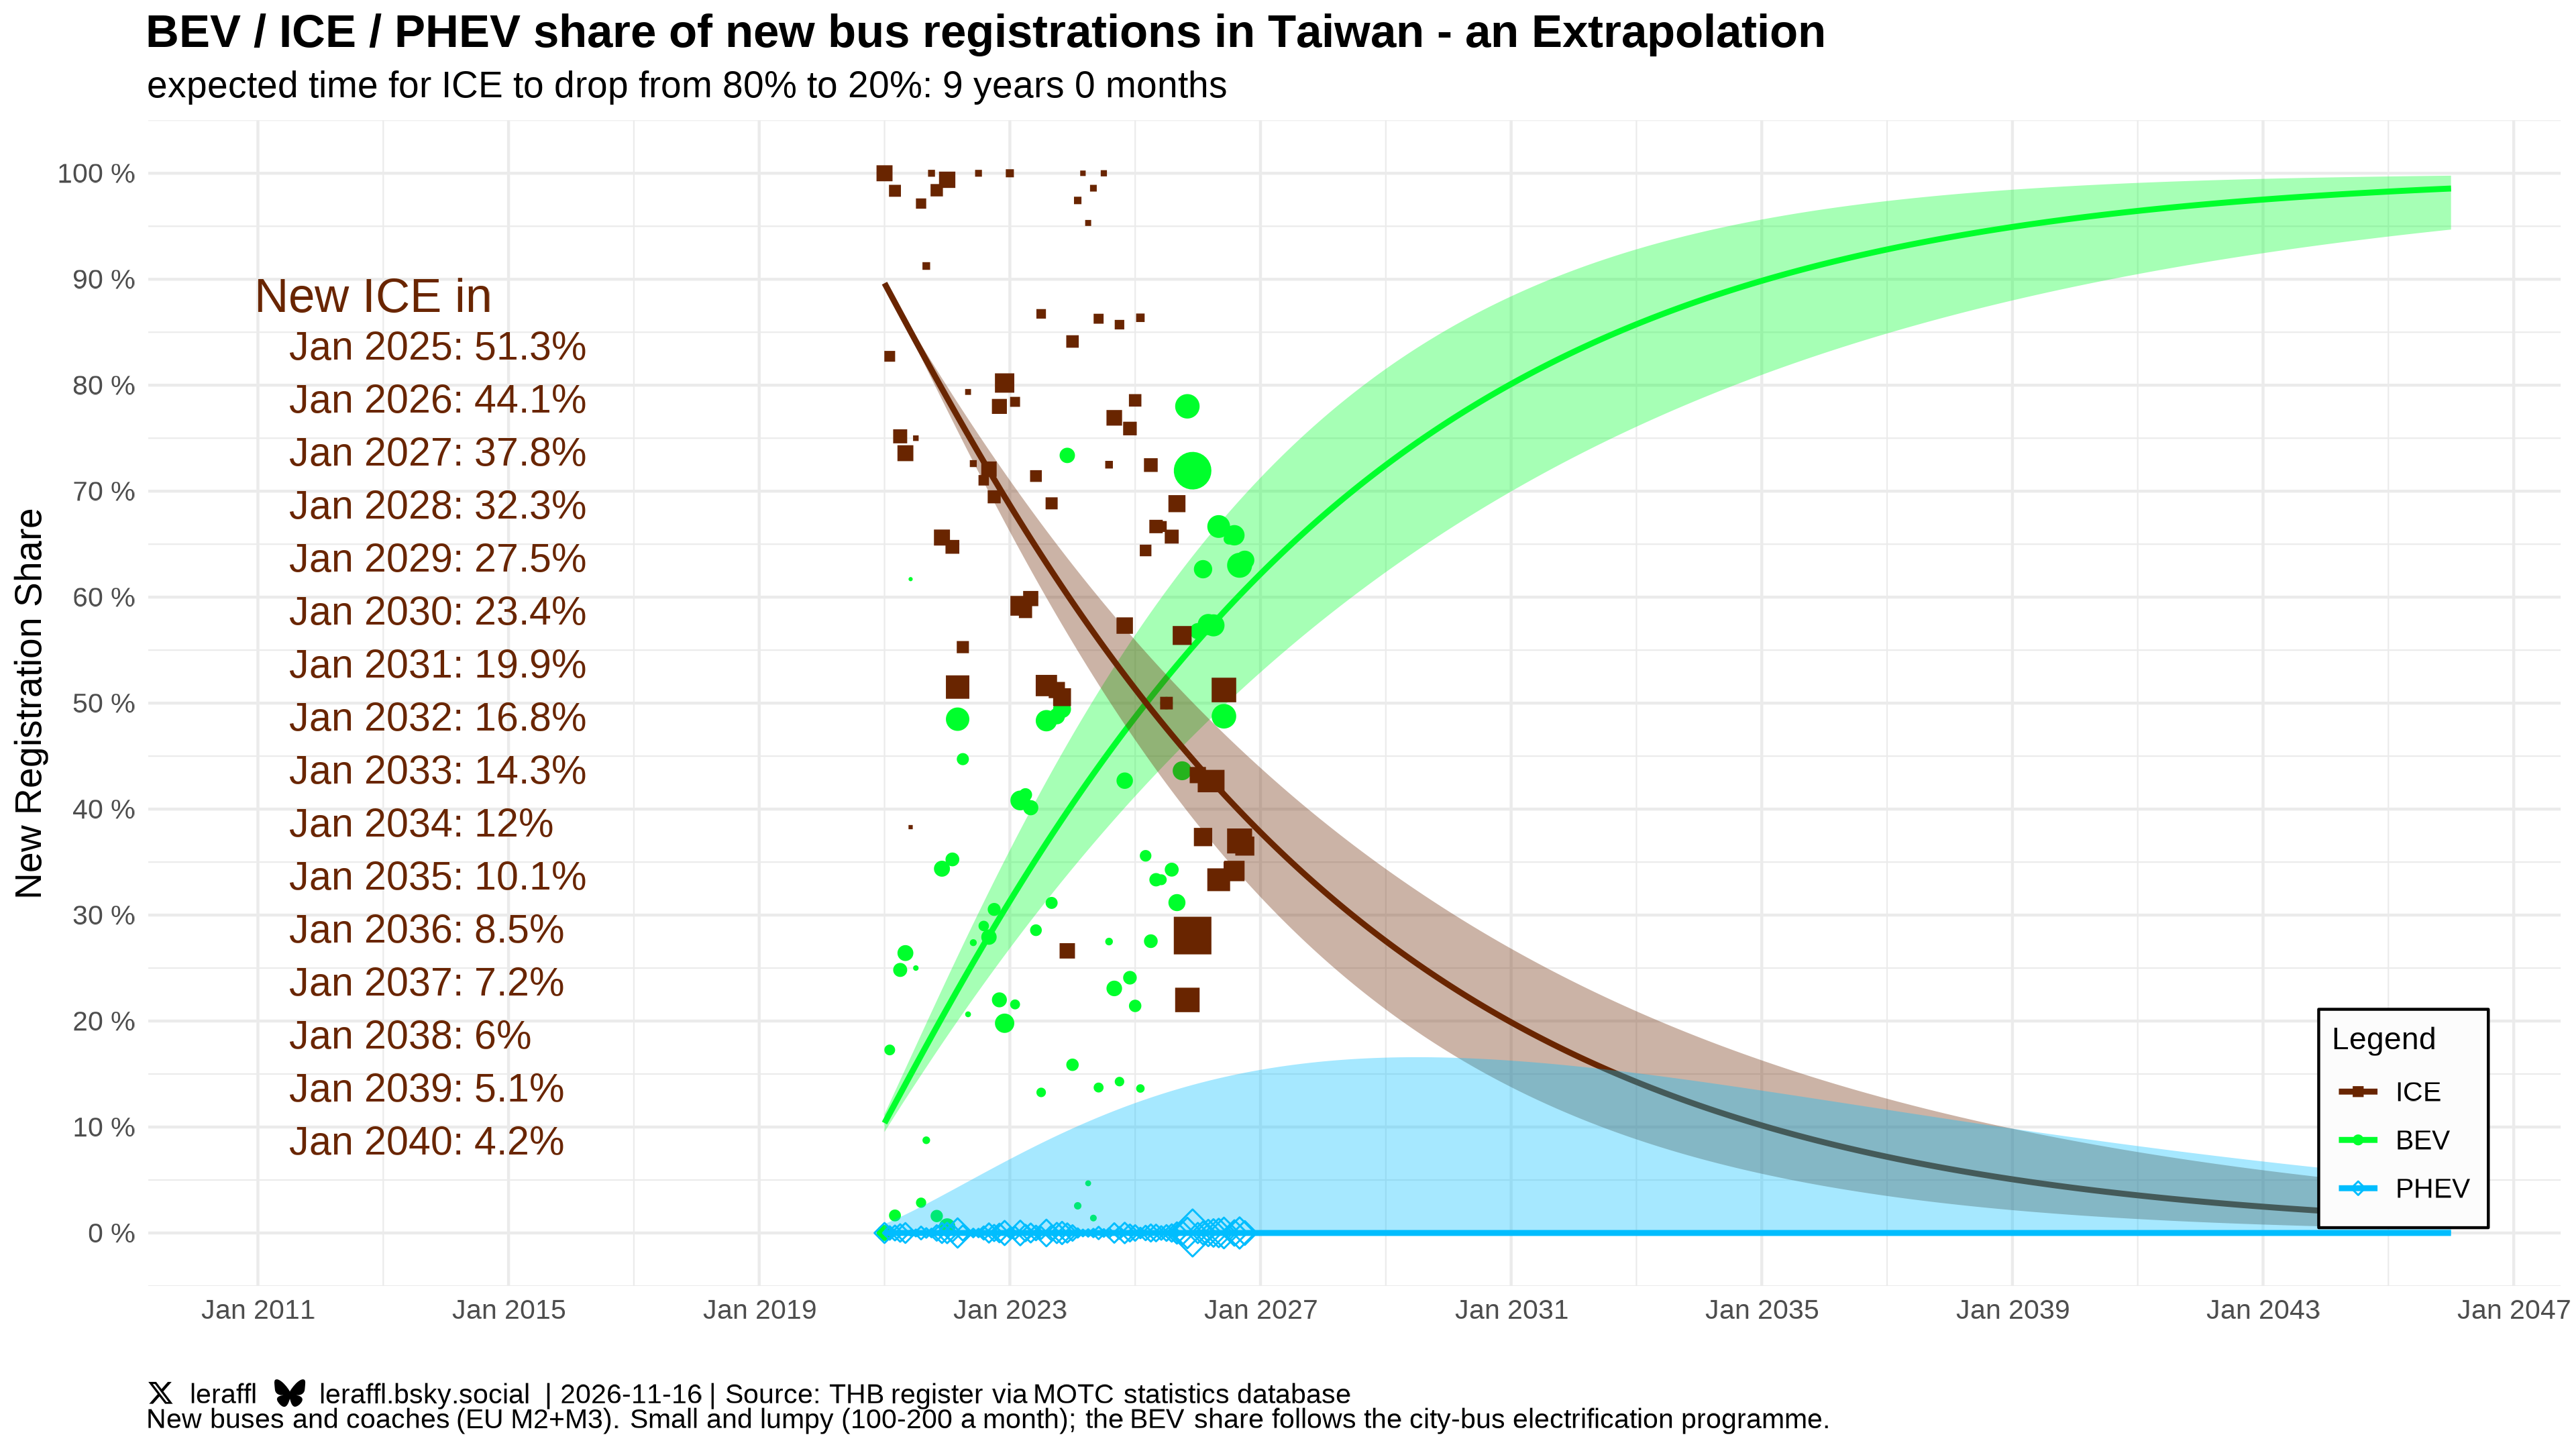 BEV / ICE / PHEV share of new bus registrations in Taiwan - an Extrapolation
expected time for ICE to drop from 80% to 20%: 9 years 0 months
New Registration Share
100 %
90 %
80 %
70 %
60 %
50 %
40 %
30 %
20 %
10 %
0 %
New ICE in
Jan 2025: 51.3%
Jan 2026: 44.1%
Jan 2027: 37.8%
Jan 2028: 32.3%
Jan 2029: 27.5%
Jan 2030: 23.4%
Jan 2031: 19.9%
Jan 2032: 16.8%
Jan 2033: 14.3%
Jan 2034: 12%
Jan 2035: 10.1%
Jan 2036: 8.5%
Jan 2037: 7.2%
Jan 2038: 6%
Jan 2039: 5.1%
Jan 2040: 4.2%
Legend
ICE
BEV
PHEV
Jan 2011 Jan 2015 Jan 2019 Jan 2023 Jan 2027 Jan 2031 Jan 2035 Jan 2039 Jan 2043 Jan 2047
leraffl leraffl.bsky.social | 2026-11-16 | Source: THB register via MOTC statistics database
New buses and coaches (EU M2+M3). Small and lumpy (100-200 a month); the BEV share follows the city-bus electrification programme.